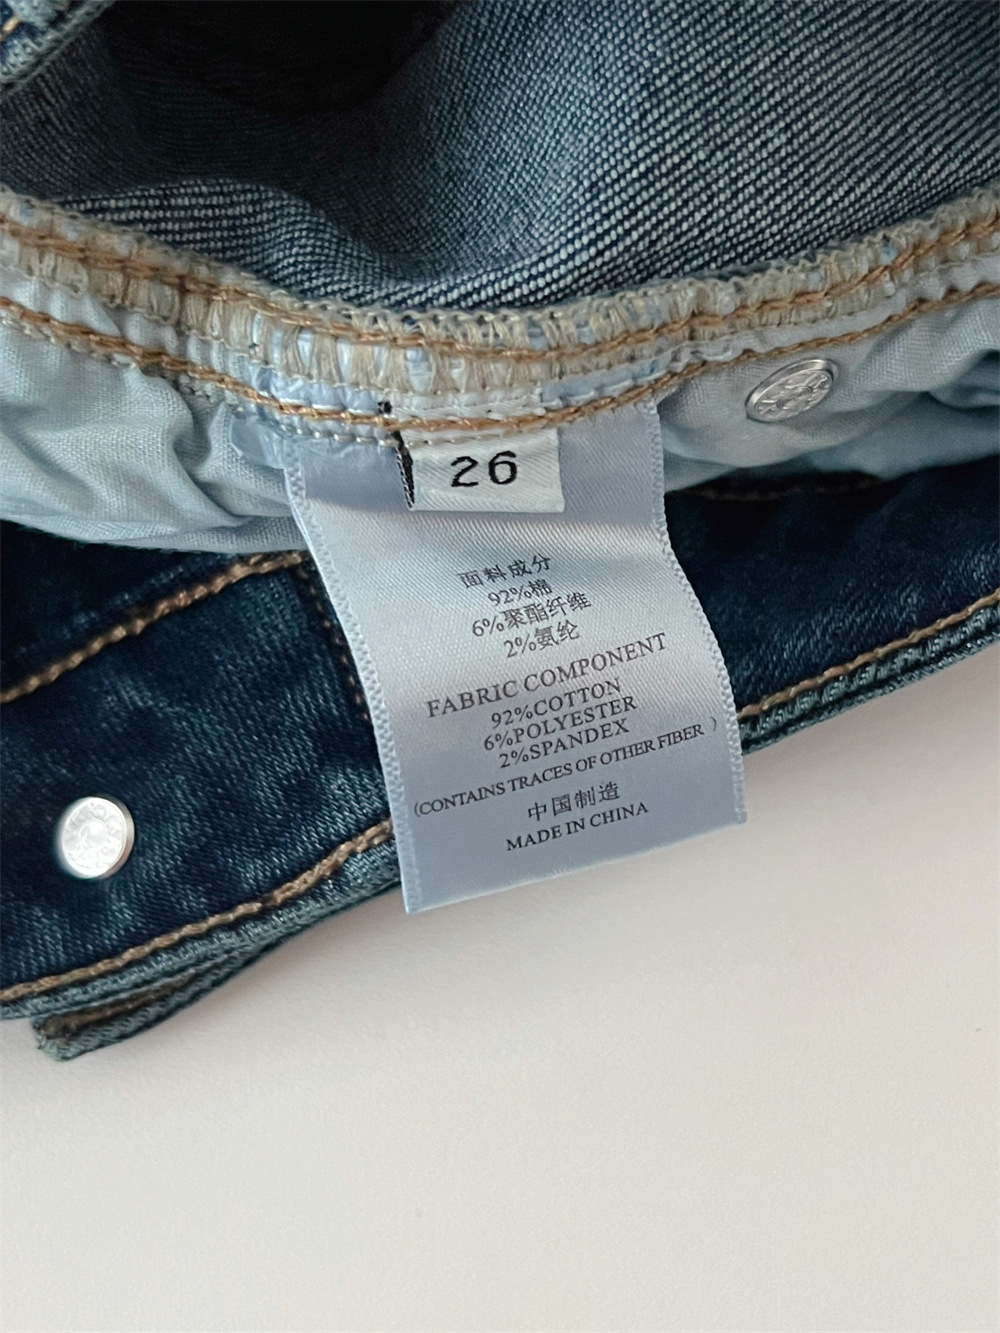 26
面料成分
92%棉
6%聚酯纤维
2%氨纶
FABRIC COMPONENT
92%COTTON
6%POLYESTER
2%SPANDEX
(CONTAINS TRACES OF OTHER FIBER )
中国制造
MADE IN CHINA